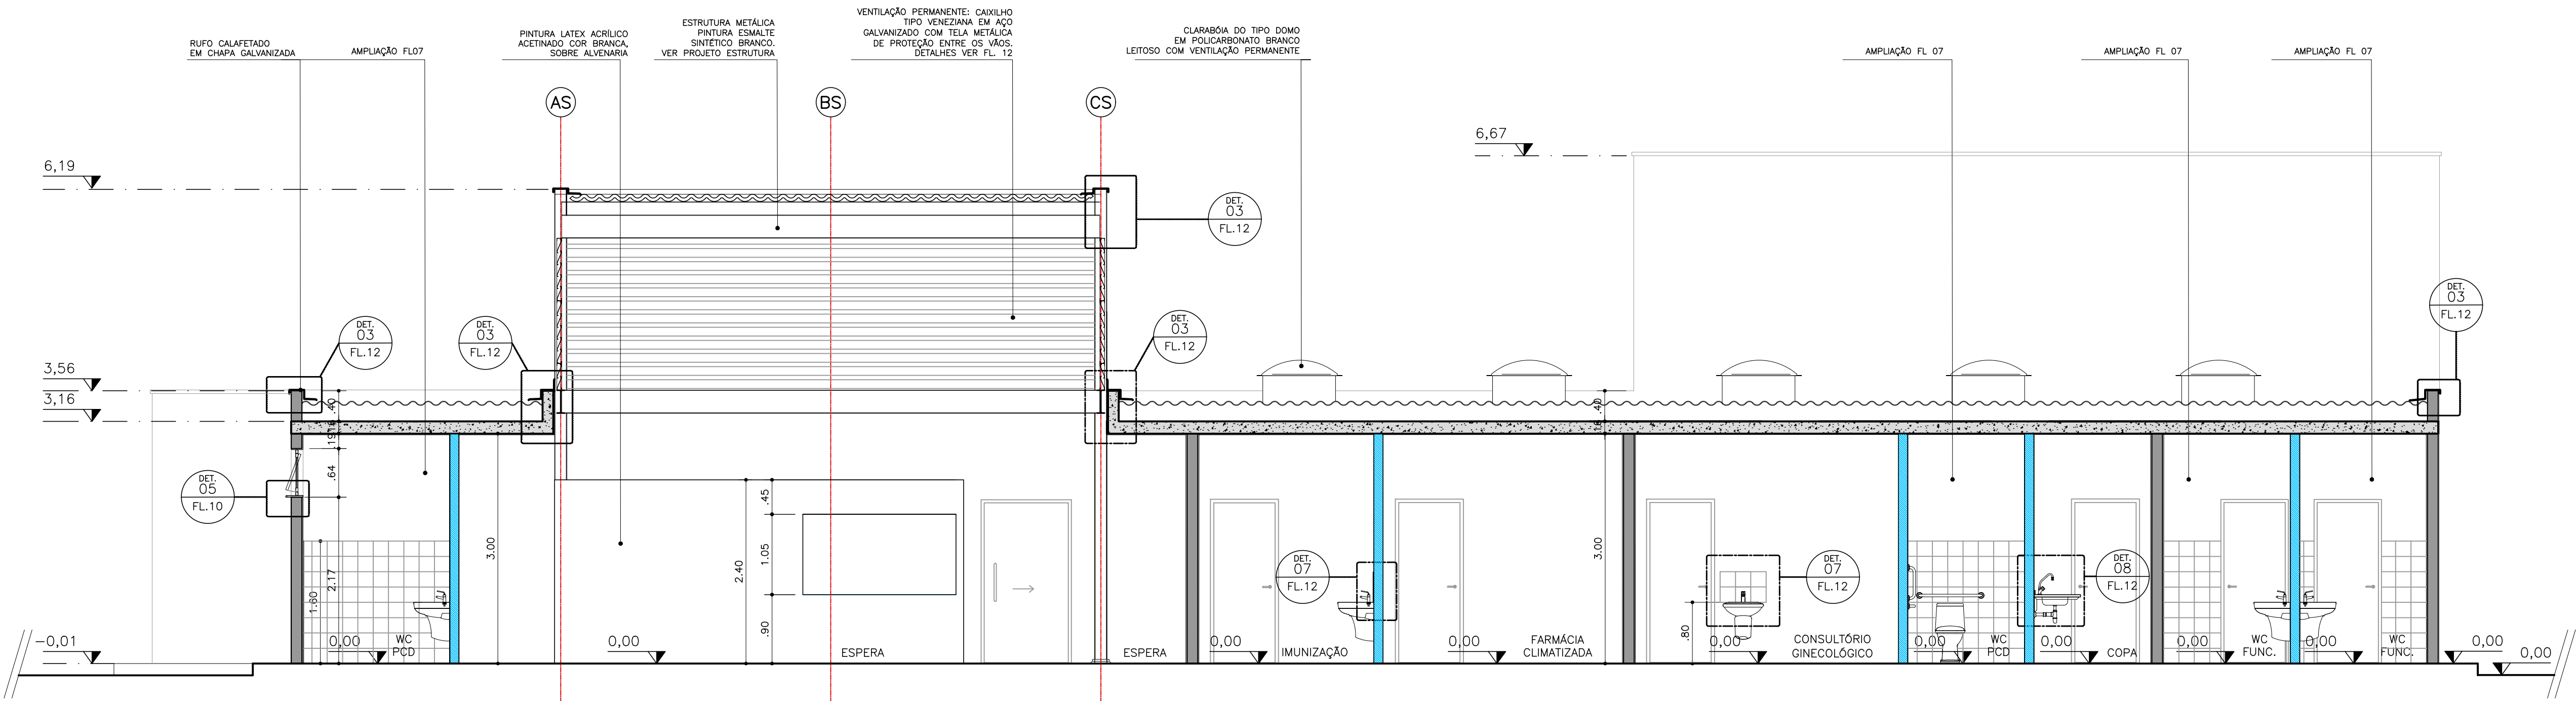 RUFO CALAFETADO
EM CHAPA GALVANIZADA
AMPLIAÇÃO FL07
PINTURA LATEX ACRÍLICO
ACETINADO COR BRANCA,
SOBRE ALVENARIA
ESTRUTURA METÁLICA
PINTURA ESMALTE
SINTÉTICO BRANCO.
VER PROJETO ESTRUTURA
VENTILAÇÃO PERMANENTE: CAIXILHO
TIPO VENEZIANA EM AÇO
GALVANIZADO COM TELA METÁLICA
DE PROTEÇÃO ENTRE OS VÃOS.
DETALHES VER FL. 12
CLARABÓIA DO TIPO DOMO
EM POLICARBONATO BRANCO
LEITOSO COM VENTILAÇÃO PERMANENTE
AMPLIAÇÃO FL 07
AMPLIAÇÃO FL 07
AMPLIAÇÃO FL 07
AS
BS
CS
6,67
6,19
DET.
03
FL.12
DET.
03
FL.12
DET.
03
FL.12
DET.
03
FL.12
DET.
03
FL.12
3,56
3,16
.40
.19
.64
2.17
1.60
3.00
DET.
05
FL.10
2.40
.45
1.05
.90
.40
3.00
.80
DET.
07
FL.12
DET.
07
FL.12
DET.
08
FL.12
-0,01
0,00
WC
PCD
0,00
ESPERA
ESPERA
0,00
IMUNIZAÇÃO
0,00
FARMÁCIA
CLIMATIZADA
0,00
CONSULTÓRIO
GINECOLÓGICO
0,00
WC
PCD
0,00
COPA
0,00
WC
FUNC.
0,00
WC
FUNC.
0,00
0,00